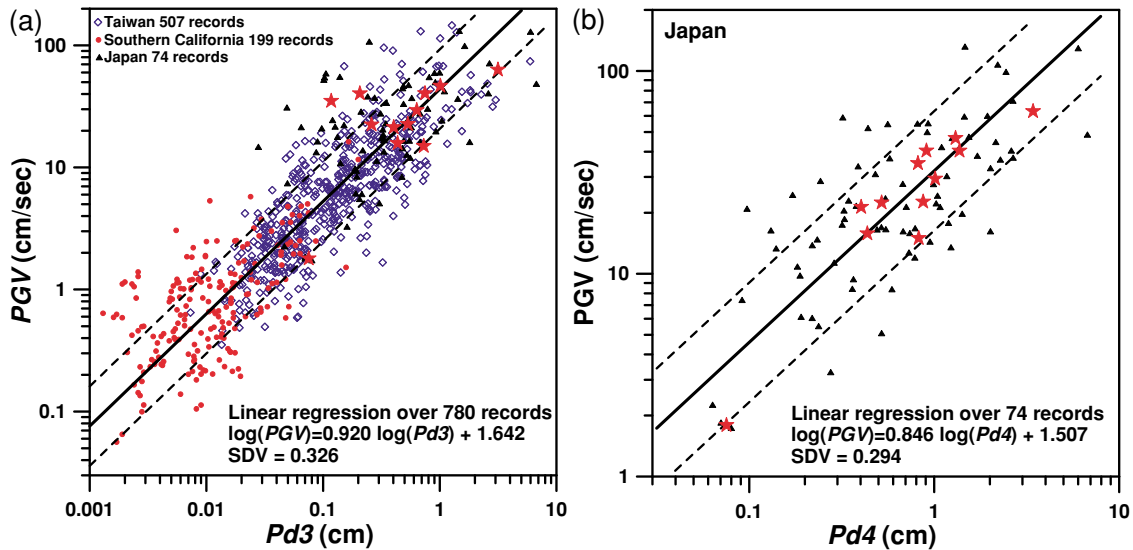 (a)
Taiwan 507 records
Southern California 199 records
Japan 74 records
100
10
1
0.1
PGV (cm/sec)
Linear regression over 780 records
log(PGV)=0.920 log(Pd3) + 1.642
SDV = 0.326
0.001
0.01
0.1
1
10
Pd3 (cm)
(b)
Japan
100
10
1
PGV (cm/sec)
Linear regression over 74 records
log(PGV)=0.846 log(Pd4) + 1.507
SDV = 0.294
0.1
1
10
Pd4 (cm)